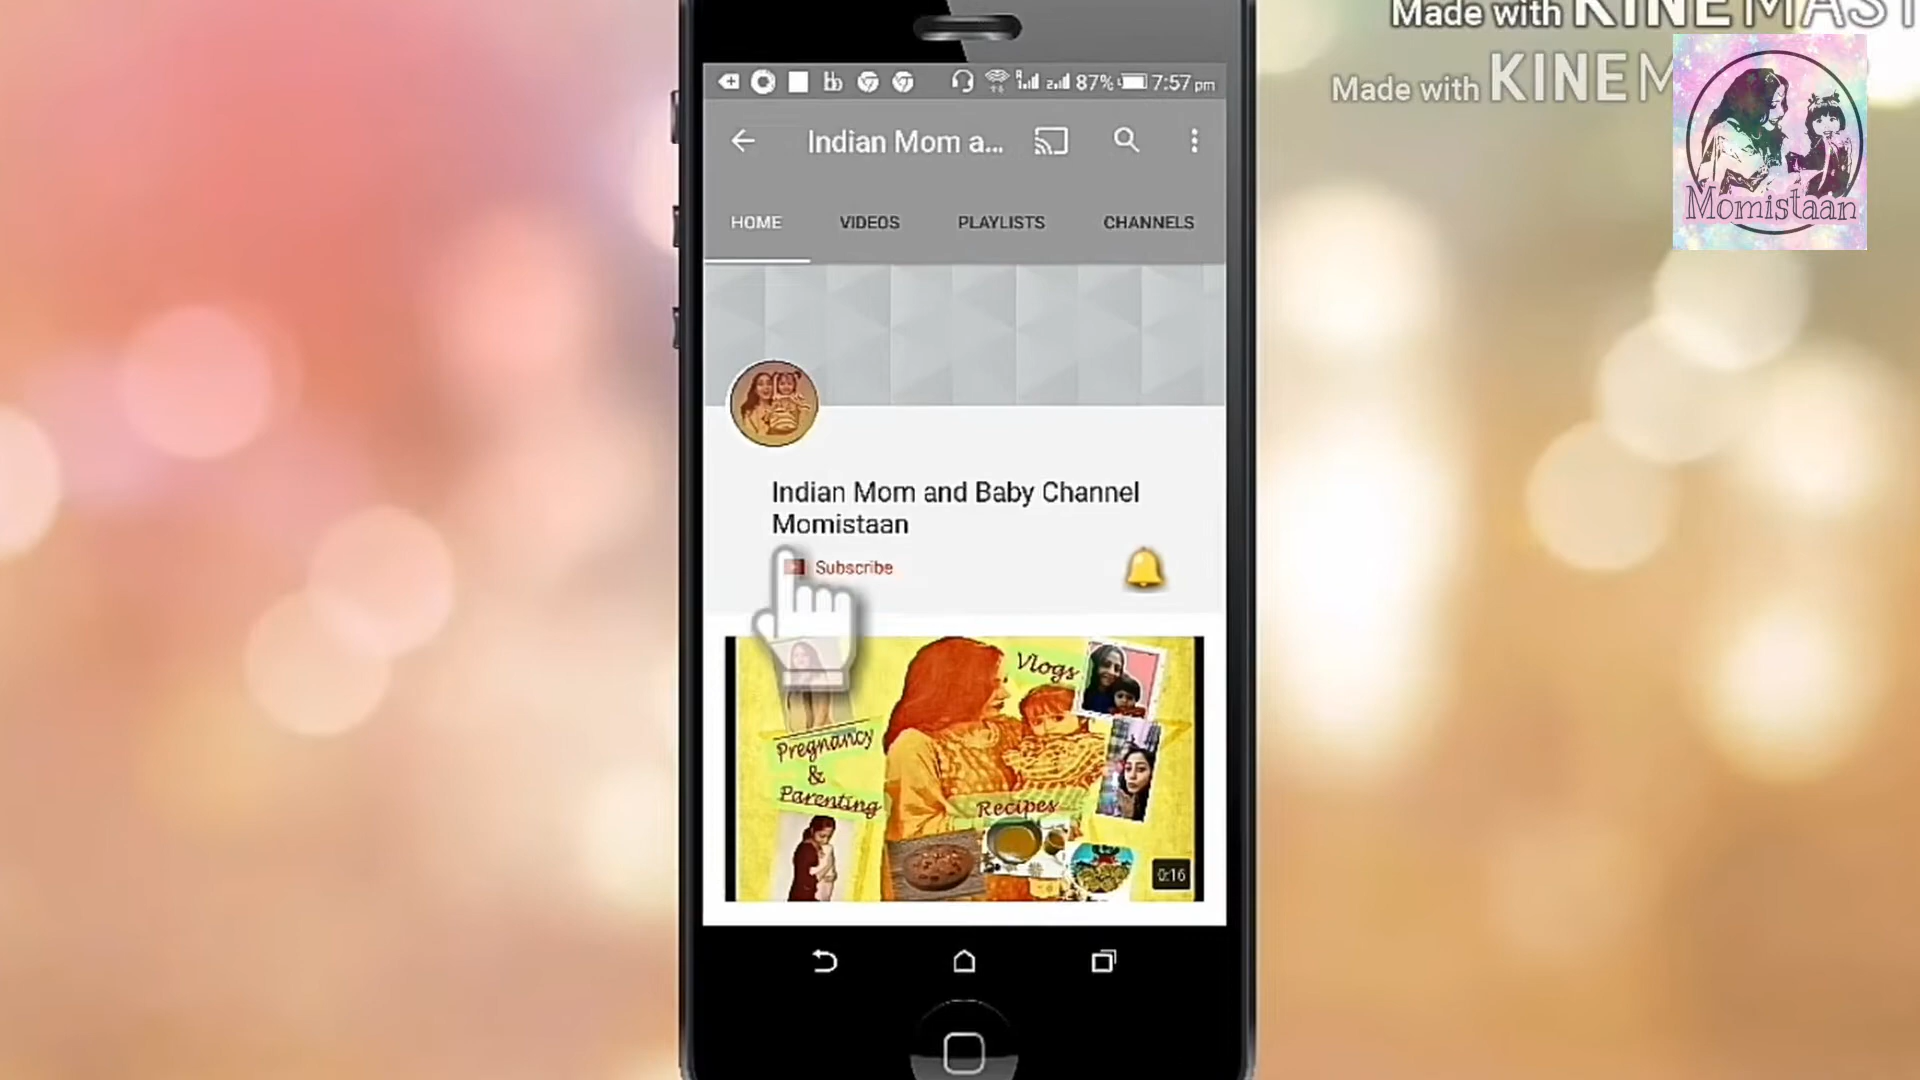 Made with KINEMAST
Made with KINEM
Momistaan
87% 7:57 pm
Indian Mom a...
HOME VIDEOS PLAYLISTS CHANNELS
Indian Mom and Baby Channel
Momistaan
Subscribe
Vlogs
Pregnancy
&
Parenting
Recipes
0:16